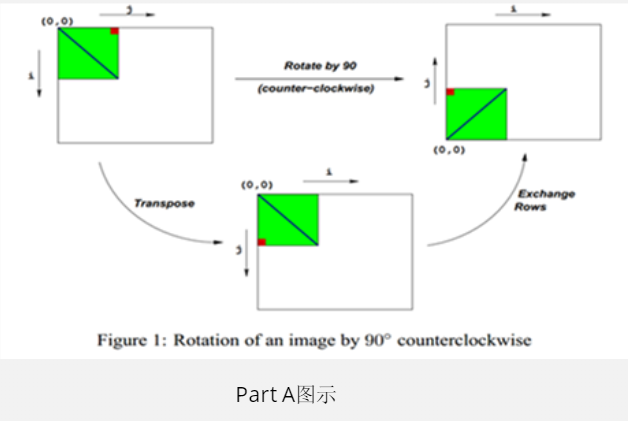 j
i
(0,0)
i
Rotate by 90
(counter-clockwise)
j
(0,0)
i
(0,0)
Transpose
j
Exchange
Rows
Figure 1: Rotation of an image by 90° counterclockwise
Part A图示